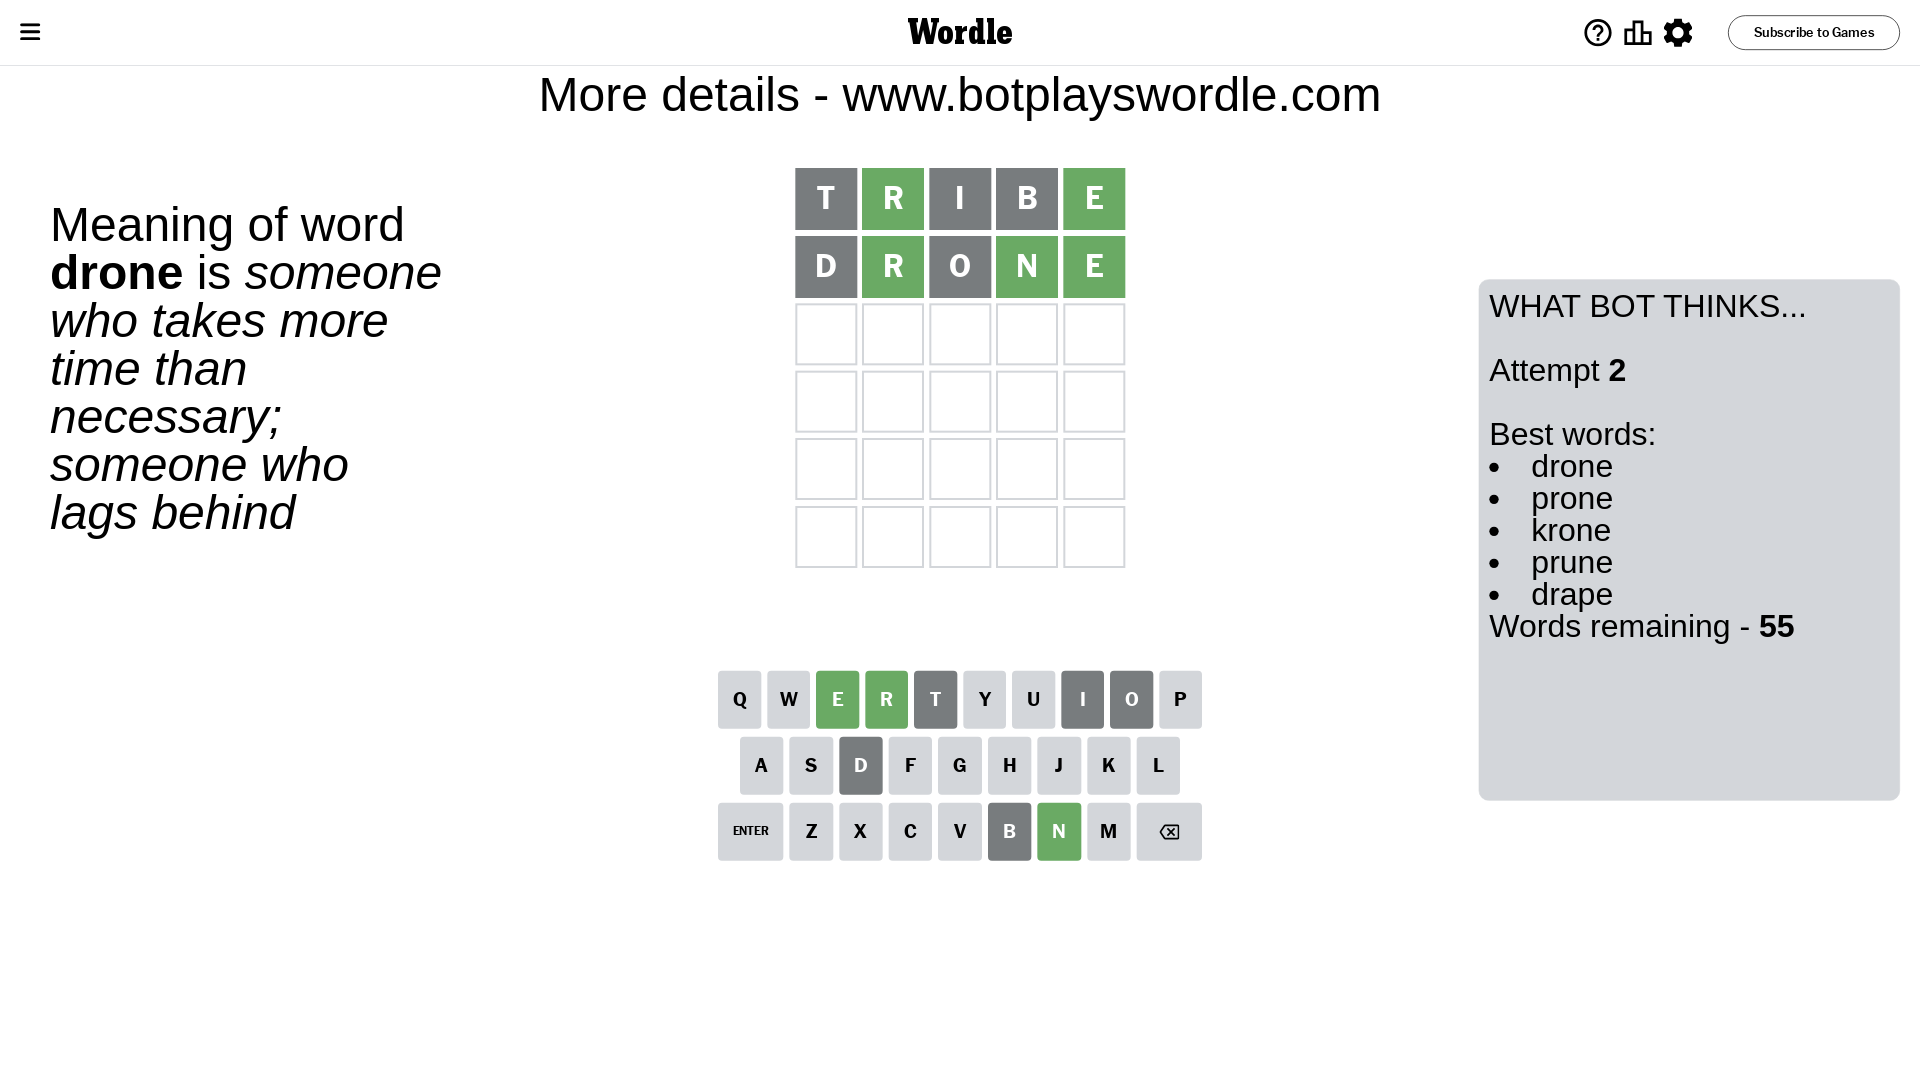 Wordle
Subscribe to Games
More details - www.botplayswordle.com
Meaning of word
drone is someone
who takes more
time than
necessary;
someone who
lags behind
T R I B E
D R O N E
WHAT BOT THINKS...
Attempt 2
Best words:
• drone
• prone
• krone
• prune
• drape
Words remaining - 55
Q W E R T Y U I O P
A S D F G H J K L
ENTER Z X C V B N M